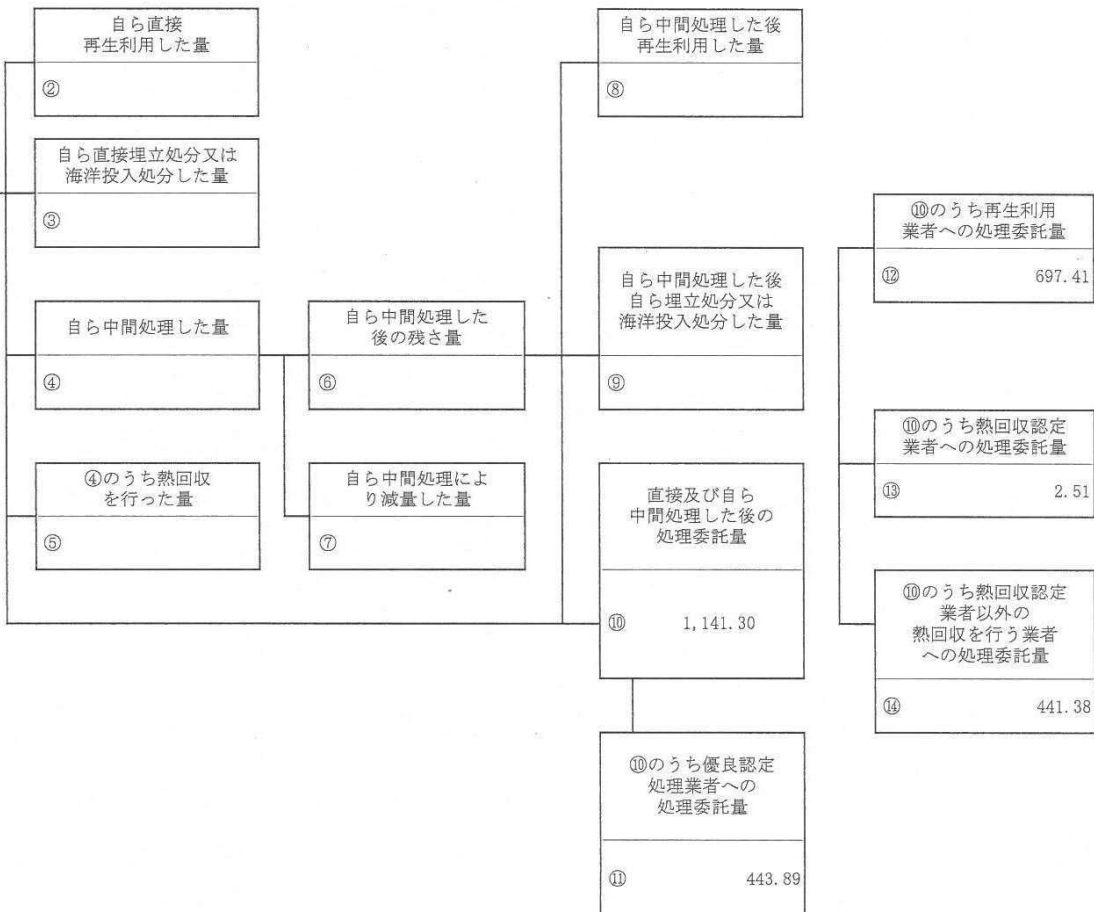 自ら直接
再生利用した量
②
自ら直接埋立処分又は
海洋投入処分した量
③
自ら中間処理した量
④
④のうち熱回収
を行った量
⑤
自ら中間処理した
後の残さ量
⑥
自ら中間処理によ
り減量した量
⑦
自ら中間処理した後
再生利用した量
⑧
自ら中間処理した後
自ら埋立処分又は
海洋投入処分した量
⑨
直接及び自ら
中間処理した後の
処理委託量
⑩ 1,141.30
⑩のうち優良認定
処理業者への
処理委託量
⑪ 443.89
⑩のうち再生利用
業者への処理委託量
⑫ 697.41
⑩のうち熱回収認定
業者への処理委託量
⑬ 2.51
⑩のうち熱回収認定
業者以外の
熱回収を行う業者
への処理委託量
⑭ 441.38